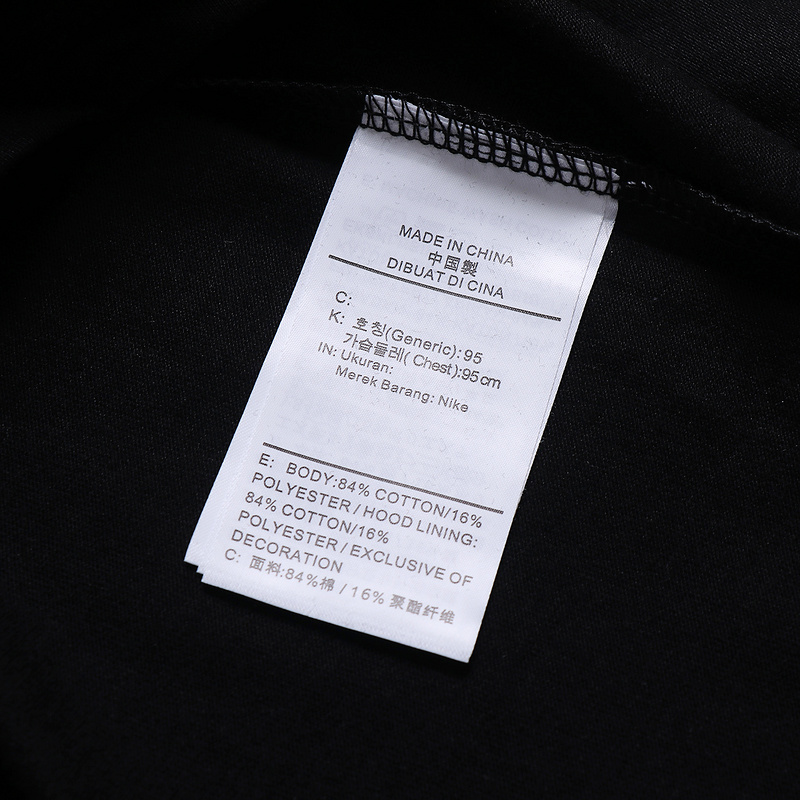 MADE IN CHINA
中国製
DIBUAT DI CINA
C:
K: 호칭(Generic):95
가슴둘레( Chest):95cm
IN: Ukuran:
Merek Barang: Nike
E: BODY:84% COTTON/16%
POLYESTER/HOOD LINING:
84% COTTON/16%
POLYESTER/EXCLUSIVE OF
DECORATION
C: 面料:84%棉/16% 聚酯纤维